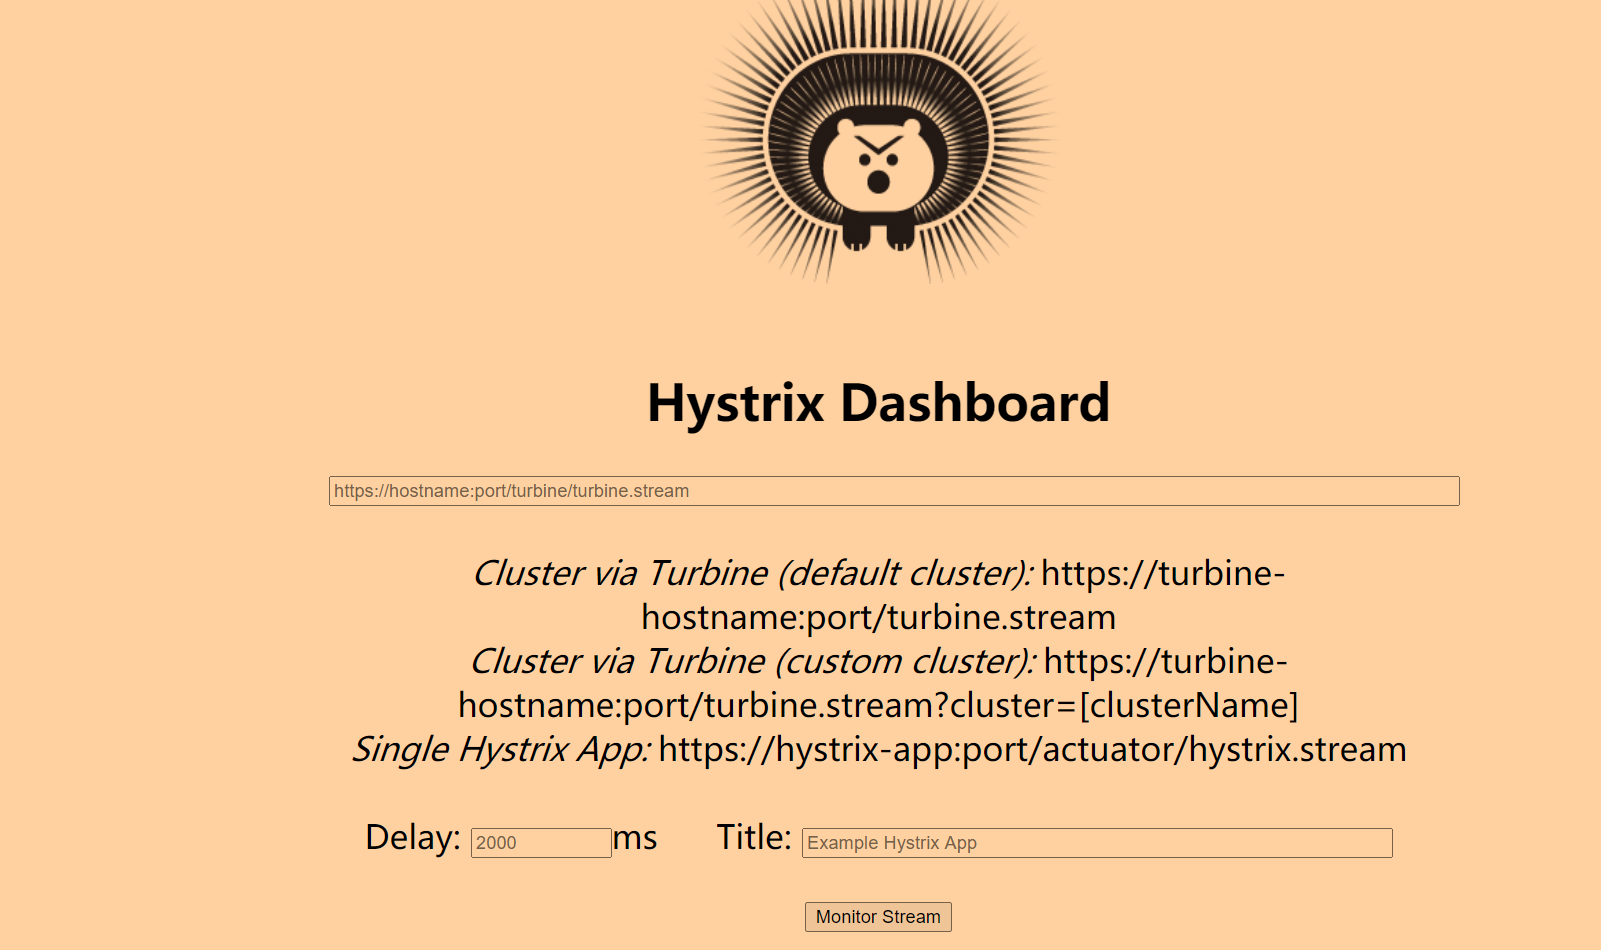 Hystrix Dashboard
https://hostname:port/turbine/turbine.stream
Cluster via Turbine (default cluster): https://turbine-
hostname:port/turbine.stream
Cluster via Turbine (custom cluster): https://turbine-
hostname:port/turbine.stream?cluster=[clusterName]
Single Hystrix App: https://hystrix-app:port/actuator/hystrix.stream
Delay: 2000 ms Title: Example Hystrix App
Monitor Stream